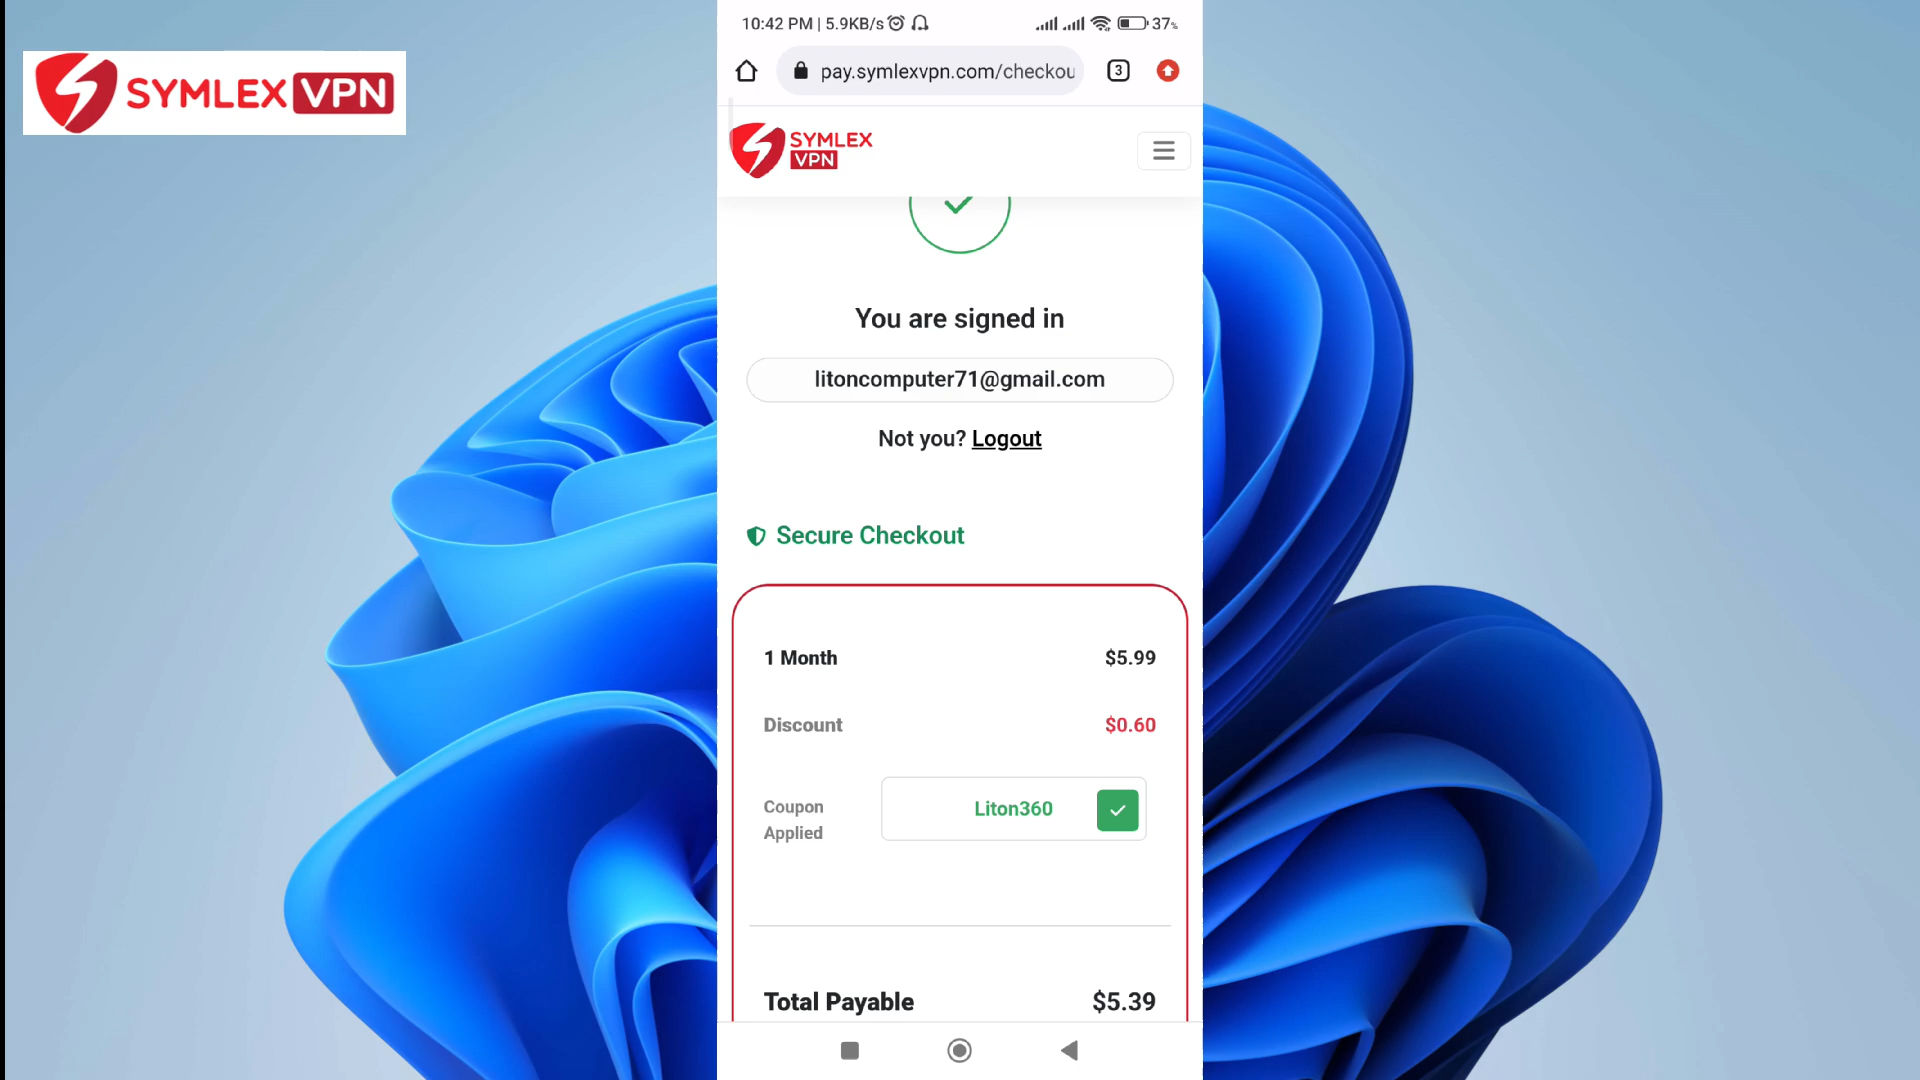 SYMLEX VPN
10:42 PM | 5.9KB/s
37%
pay.symlexvpn.com/checkou
3
SYMLEX
VPN
You are signed in
litoncomputer71@gmail.com
Not you? Logout
Secure Checkout
1 Month $5.99
Discount $0.60
Coupon
Applied
Liton360
Total Payable $5.39